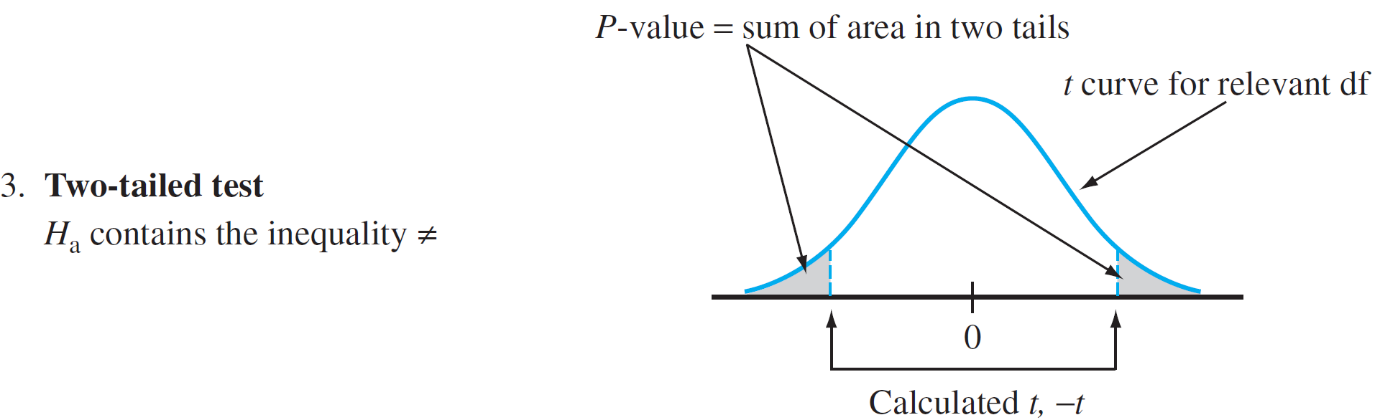 P-value = sum of area in two tails
t curve for relevant df
3. Two-tailed test
Hₐ contains the inequality ≠
0
Calculated t, −t